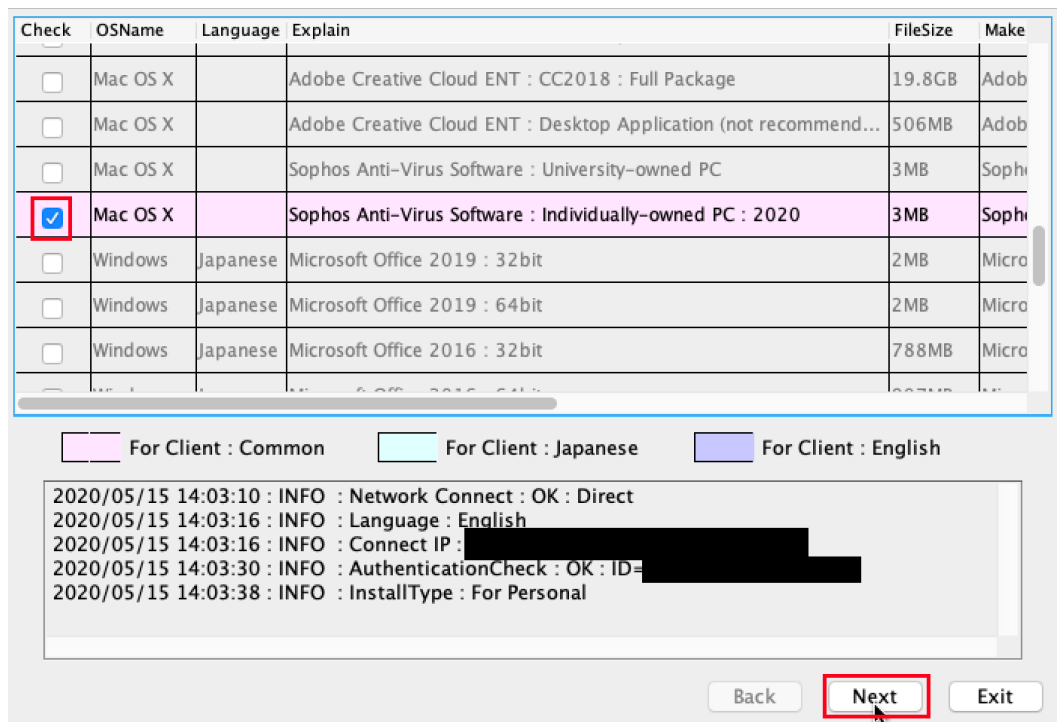 Check OSName Language Explain FileSize Make
Mac OS X Adobe Creative Cloud ENT : CC2018 : Full Package 19.8GB Adob
Mac OS X Adobe Creative Cloud ENT : Desktop Application (not recommend... 506MB Adob
Mac OS X Sophos Anti-Virus Software : University-owned PC 3MB Soph
Mac OS X Sophos Anti-Virus Software : Individually-owned PC : 2020 3MB Soph
Windows Japanese Microsoft Office 2019 : 32bit 2MB Micro
Windows Japanese Microsoft Office 2019 : 64bit 2MB Micro
Windows Japanese Microsoft Office 2016 : 32bit 788MB Micro
For Client : Common For Client : Japanese For Client : English
2020/05/15 14:03:10 : INFO : Network Connect : OK : Direct
2020/05/15 14:03:16 : INFO : Language : English
2020/05/15 14:03:16 : INFO : Connect IP :
2020/05/15 14:03:30 : INFO : AuthenticationCheck : OK : ID=
2020/05/15 14:03:38 : INFO : InstallType : For Personal
Back Next Exit